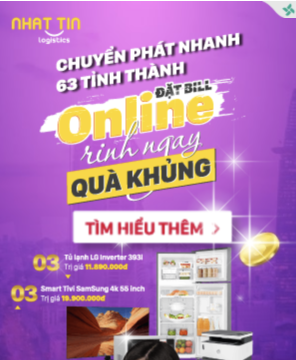 NHAT TIN
logistics
CHUYỂN PHÁT NHANH
63 TỈNH THÀNH
ĐẶT BILL
Online
rinh ngay
QUÀ KHỦNG
TÌM HIỂU THÊM >
03 Tủ lạnh LG Inverter 393l
Trị giá 11.690.000đ
03 Smart Tivi SamSung 4k 55 inch
Trị giá 19.900.000đ